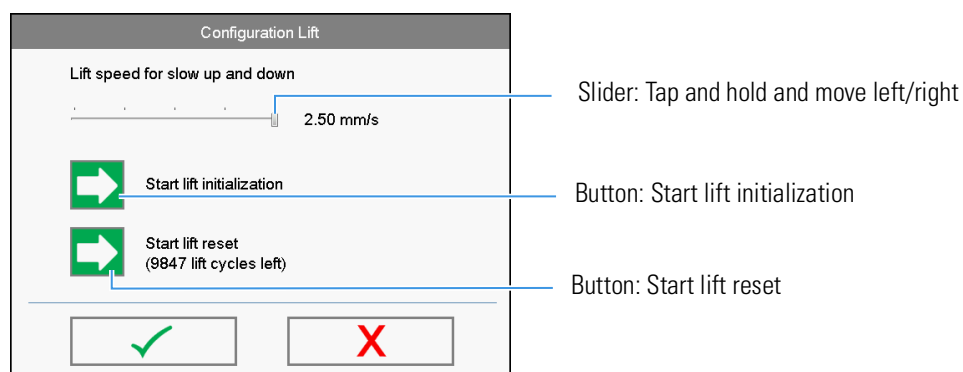 Configuration Lift
Lift speed for slow up and down
2.50 mm/s
Slider: Tap and hold and move left/right
Start lift initialization
Button: Start lift initialization
Start lift reset
(9847 lift cycles left)
Button: Start lift reset
X